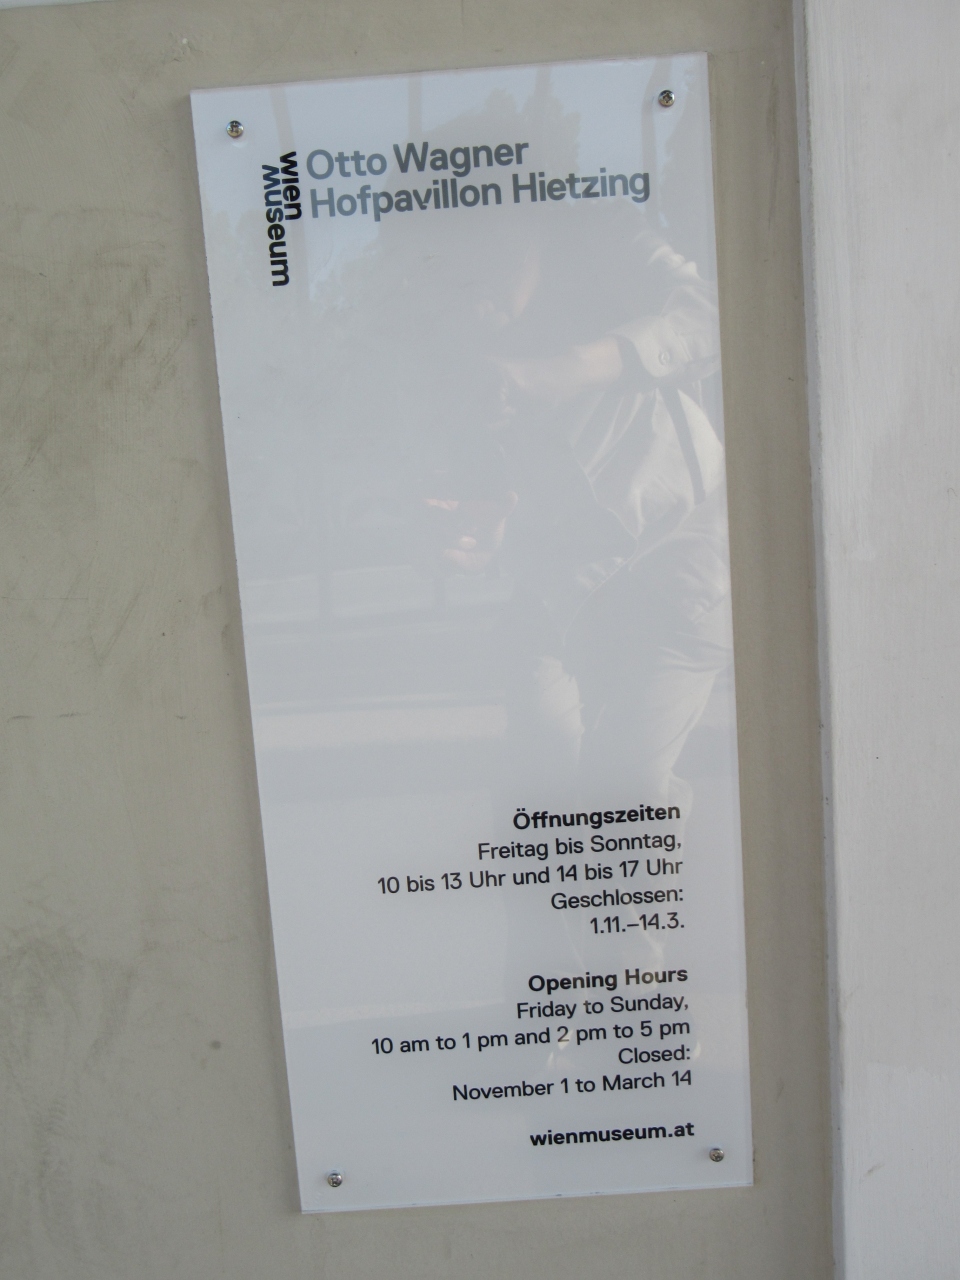 wien
museum
Otto Wagner
Hofpavillon Hietzing
Öffnungszeiten
Freitag bis Sonntag,
10 bis 13 Uhr und 14 bis 17 Uhr
Geschlossen:
1.11.–14.3.
Opening Hours
Friday to Sunday,
10 am to 1 pm and 2 pm to 5 pm
Closed:
November 1 to March 14
wienmuseum.at